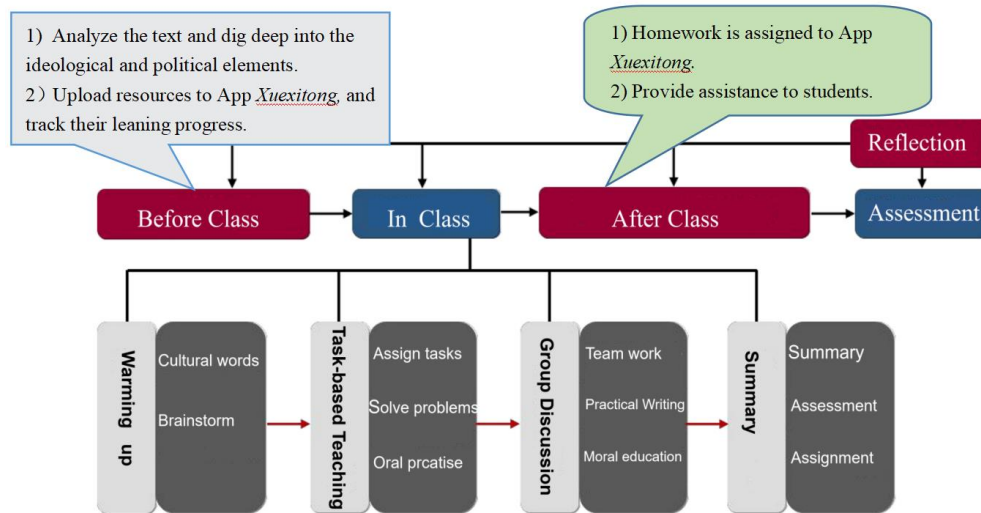 1) Analyze the text and dig deep into the
ideological and political elements.
2）Upload resources to App Xuexitong, and
track their leaning progress.
1) Homework is assigned to App
Xuexitong.
2) Provide assistance to students.
Reflection
Before Class
In Class
After Class
Assessment
Warming up
Cultural words
Brainstorm
Task-based Teaching
Assign tasks
Solve problems
Oral prcatise
Group Discussion
Team work
Practical Writing
Moral education
Summary
Summary
Assessment
Assignment